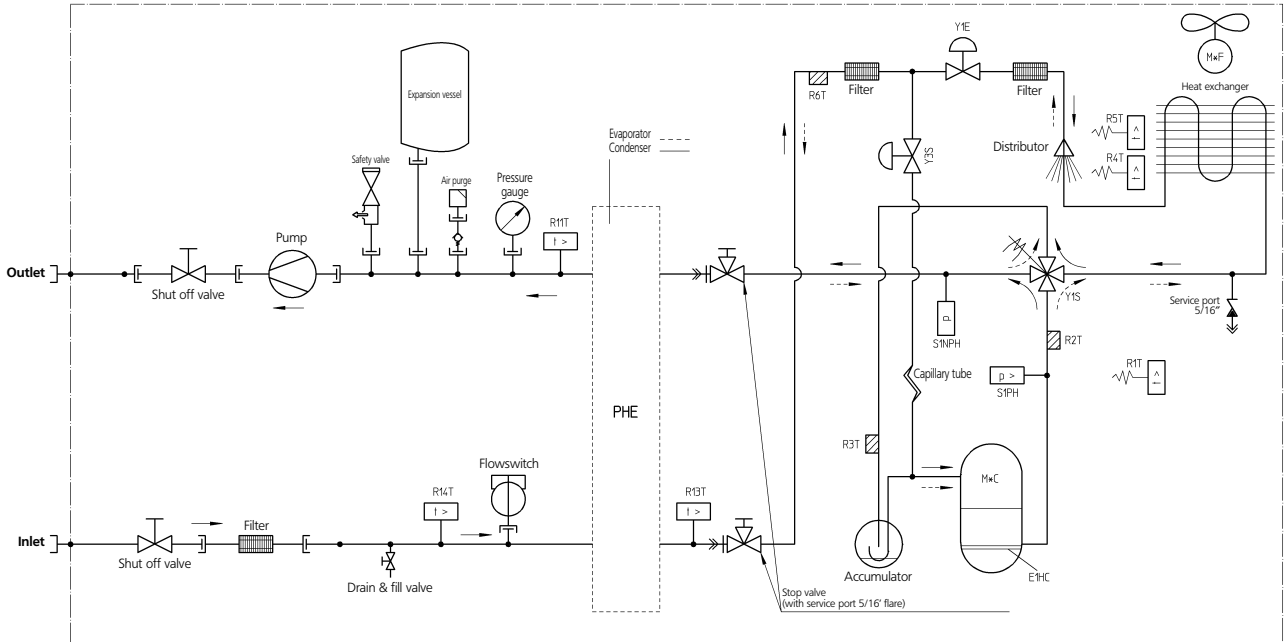 Y1E
M*F
Heat exchanger
Expansion vessel
R6T
Filter
Filter
Evaporator
Condenser
R5T
t >
Y3S
Distributor
R4T
t >
Safety valve
Air purge
Pressure
gauge
R11T
t >
Pump
Outlet
Shut off valve
Y1S
Service port
5/16"
p
S1NPH
R2T
Capillary tube
p >
S1PH
R1T
t >
PHE
R3T
Flowswitch
M*C
R14T
t >
R13T
t >
Filter
Inlet
Shut off valve
Drain & fill valve
Accumulator
E1HC
Stop valve
(with service port 5/16' flare)